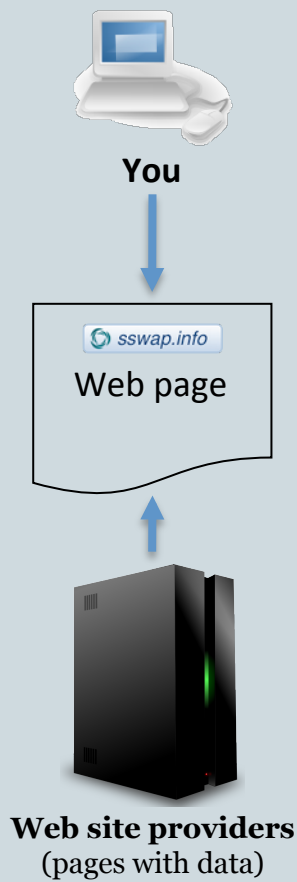 You
sswap.info
Web page
Web site providers
(pages with data)